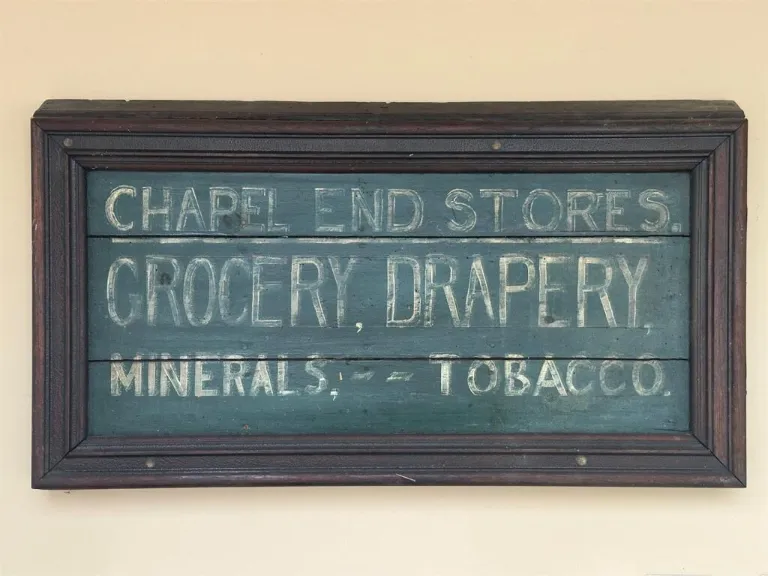 CHAPEL END STORES.
GROCERY, DRAPERY,
MINERALS, -- TOBACCO.